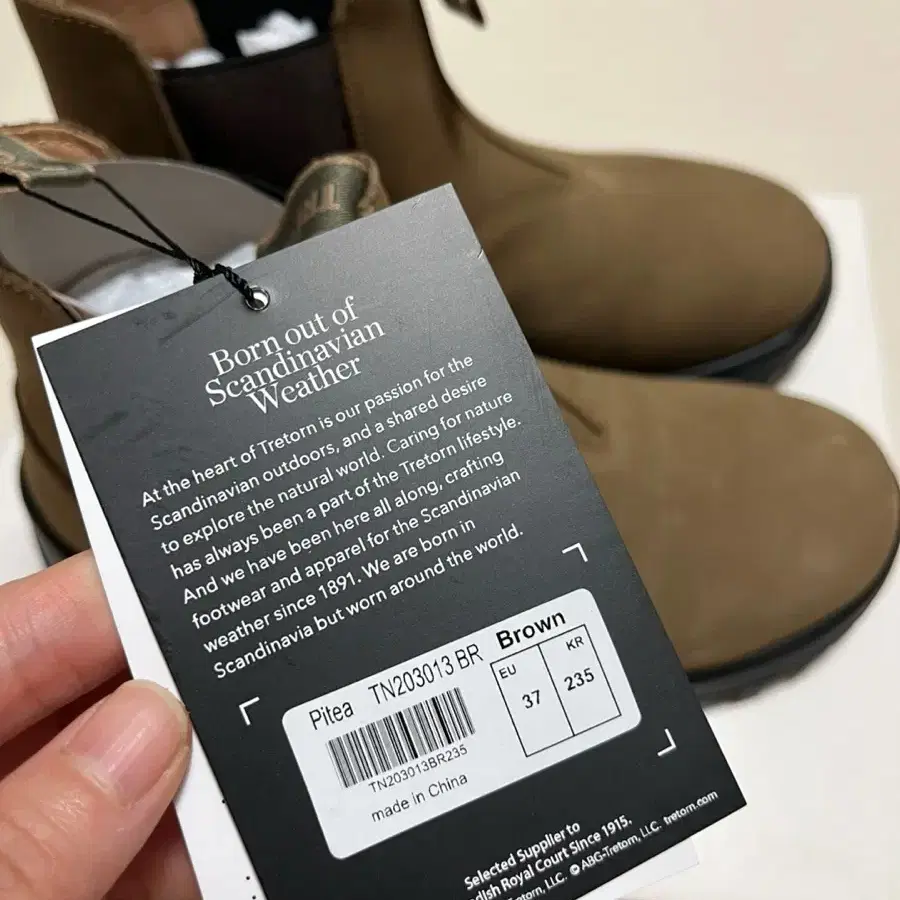 Born out of
Scandinavian
Weather
At the heart of Tretorn is our passion for the
Scandinavian outdoors, and a shared desire
to explore the natural world. Caring for nature
has always been a part of the Tretorn lifestyle.
And we have been here all along, crafting
footwear and apparel for the Scandinavian
weather since 1891. We are born in
Scandinavia but worn around the world.
Pitea TN203013 BR Brown
EU KR
37 235
TN203013BR235
made in China
Selected Supplier to
Royal Court Since 1915.
LLC. © ABG-Tretorn, LLC. tretorn.com